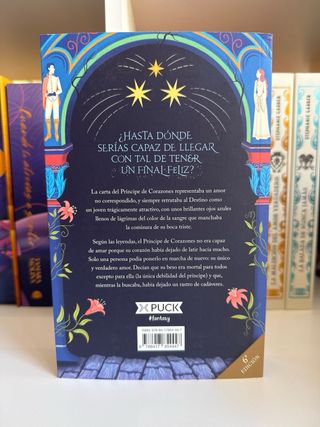 ¿HASTA DÓNDE
SERÍAS CAPAZ DE LLEGAR
CON TAL DE TENER
UN FINAL FELIZ?
La carta del Príncipe de Corazones representaba un amor
no correspondido, y siempre retrataba al Destino como
un joven trágicamente atractivo, con unos brillantes ojos azules
llenos de lágrimas del color de la sangre que manchaba
la comisura de su boca triste.
Según las leyendas, el Príncipe de Corazones no era capaz
de amar porque su corazón había dejado de latir hacía mucho.
Solo una persona podía ponerlo en marcha de nuevo: su único
y verdadero amor. Decían que su beso era mortal para todos
excepto para ella (la única debilidad del príncipe) y que,
mientras la buscaba, había dejado un rastro de cadáveres.
PUCK
#fantasy
6ª
EDICIÓN
STEPHANIE GARBER
STEPHANIE GARBER